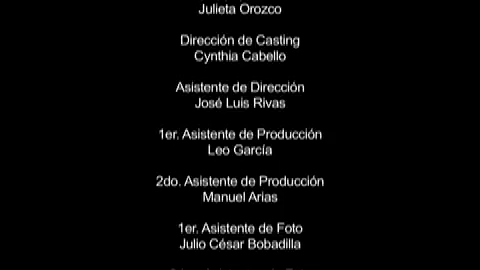 Julieta Orozco
Dirección de Casting
Cynthia Cabello
Asistente de Dirección
José Luis Rivas
1er. Asistente de Producción
Leo García
2do. Asistente de Producción
Manuel Arias
1er. Asistente de Foto
Julio César Bobadilla